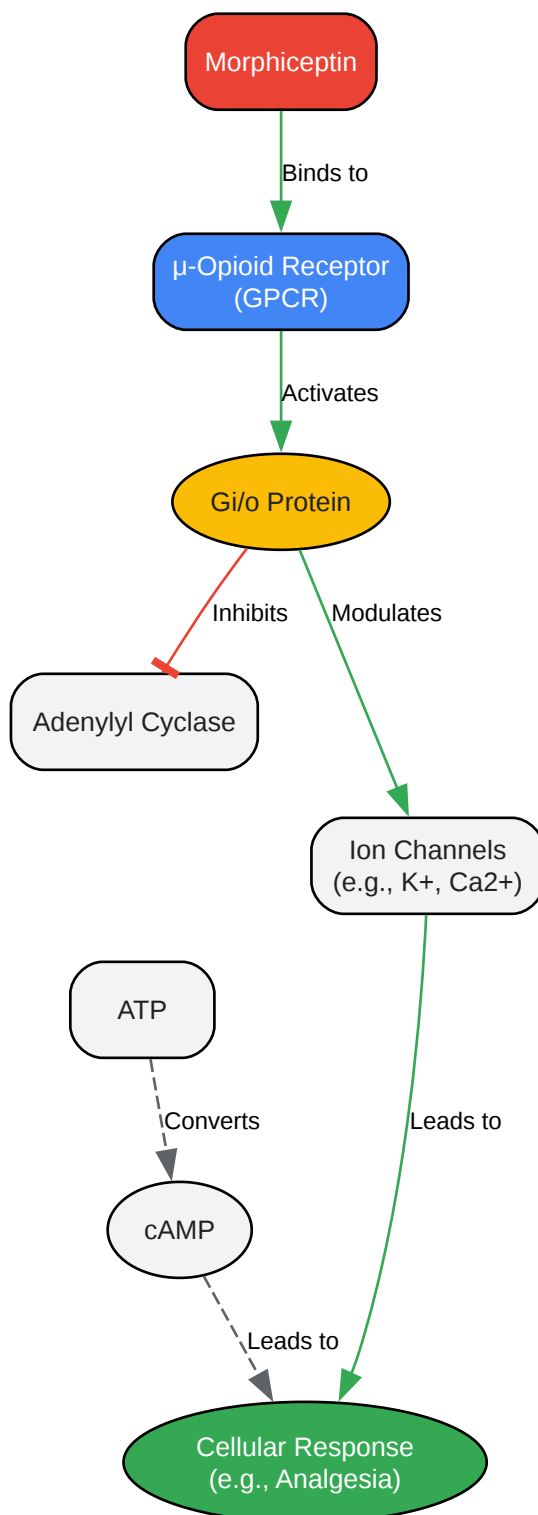 Morphiceptin
Binds to
μ-Opioid Receptor
(GPCR)
Activates
Gi/o Protein
Inhibits
Modulates
Adenylyl Cyclase
Ion Channels
(e.g., K+, Ca2+)
ATP
Converts
Leads to
cAMP
Leads to
Cellular Response
(e.g., Analgesia)